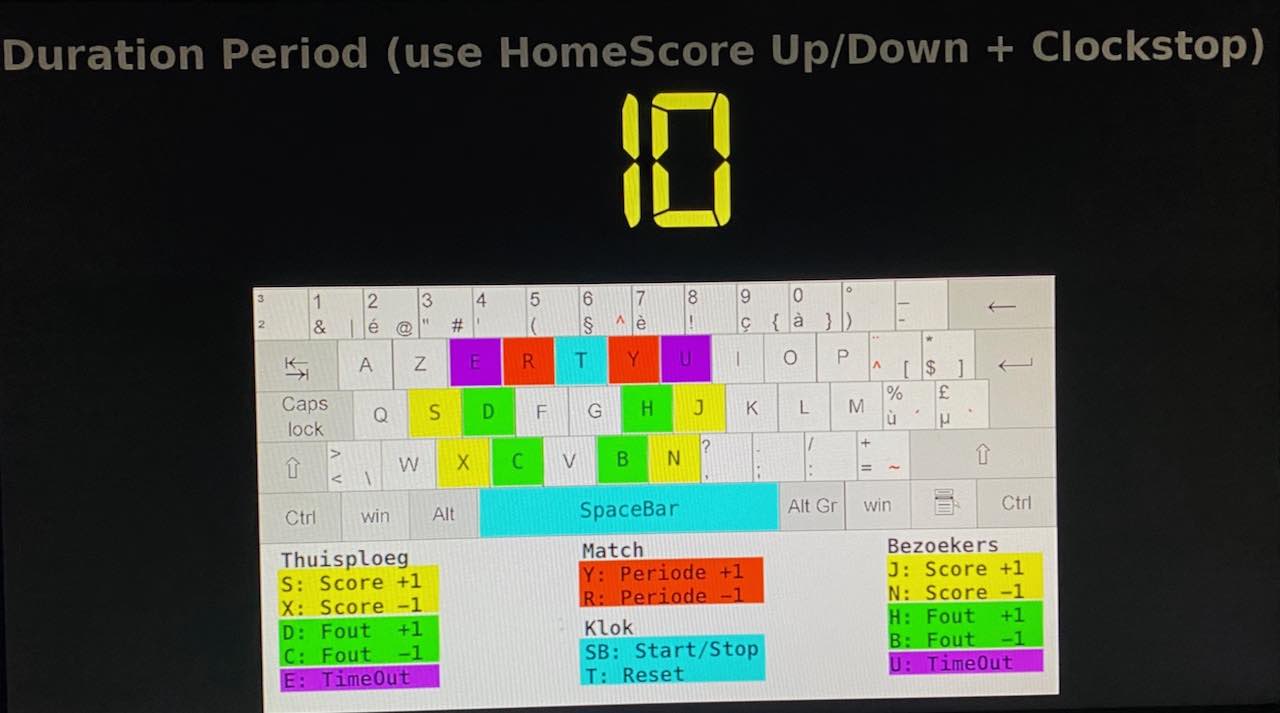 Duration Period (use HomeScore Up/Down + Clockstop)
10
3 1 2 3 4 5 6 7 8 9 0 ° _ ←
2 & | é @ " # ' ( § ^ è ! ç { à } ) -
A Z E R T Y U I O P ¨ ^ [ * $ ]
Caps lock Q S D F G H J K L M % ù ´ £ µ `
> < \ W X C V B N ? , . ; / : + = ~
Ctrl win Alt SpaceBar Alt Gr win Ctrl
Thuisploeg
S: Score +1
X: Score −1
D: Fout +1
C: Fout −1
E: TimeOut
Match
Y: Periode +1
R: Periode −1
Klok
SB: Start/Stop
T: Reset
Bezoekers
J: Score +1
N: Score −1
H: Fout +1
B: Fout −1
U: TimeOut